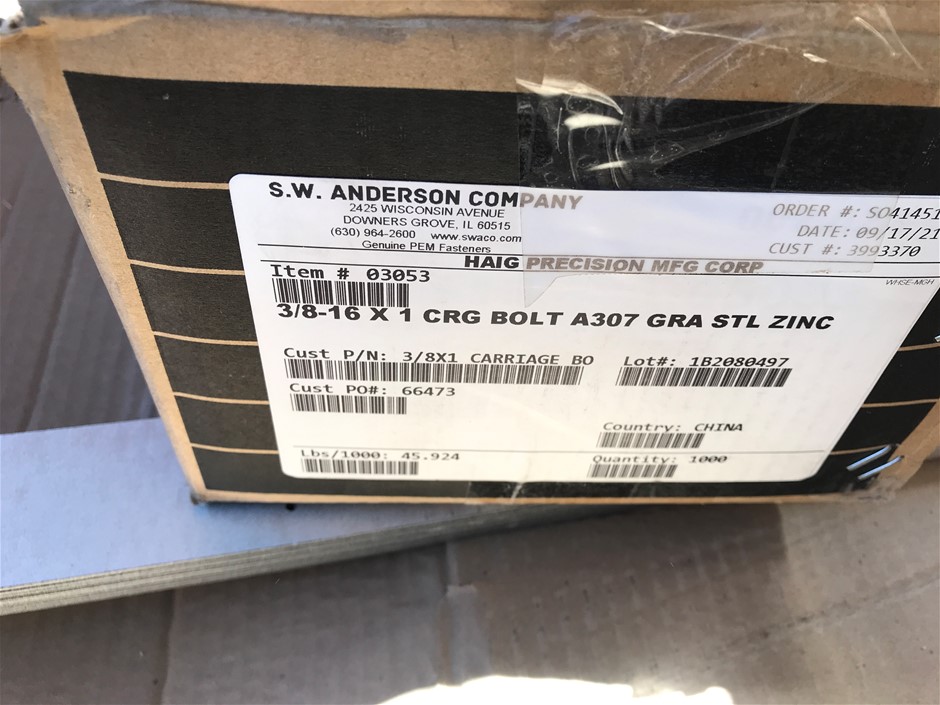 S.W. ANDERSON COMPANY
2425 WISCONSIN AVENUE
DOWNERS GROVE, IL 60515
(630) 964-2600 www.swaco.com
Genuine PEM Fasteners
ORDER #: SO41451
DATE: 09/17/21
CUST #: 3993370
HAIG PRECISION MFG CORP
WHSE-MGH
Item # 03053
3/8-16 X 1 CRG BOLT A307 GRA STL ZINC
Cust P/N: 3/8X1 CARRIAGE BO
Lot#: 1B2080497
Cust PO#: 66473
Country: CHINA
Lbs/1000: 45.924
Quantity: 1000